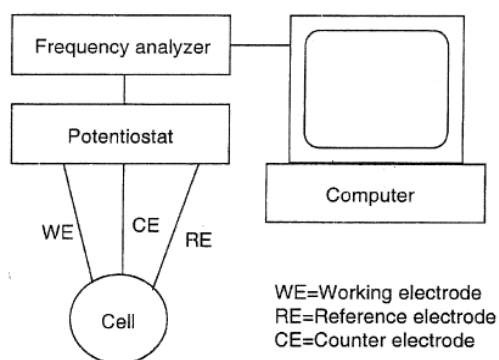 Frequency analyzer
Potentiostat
Computer
WE
CE
RE
Cell
WE=Working electrode
RE=Reference electrode
CE=Counter electrode